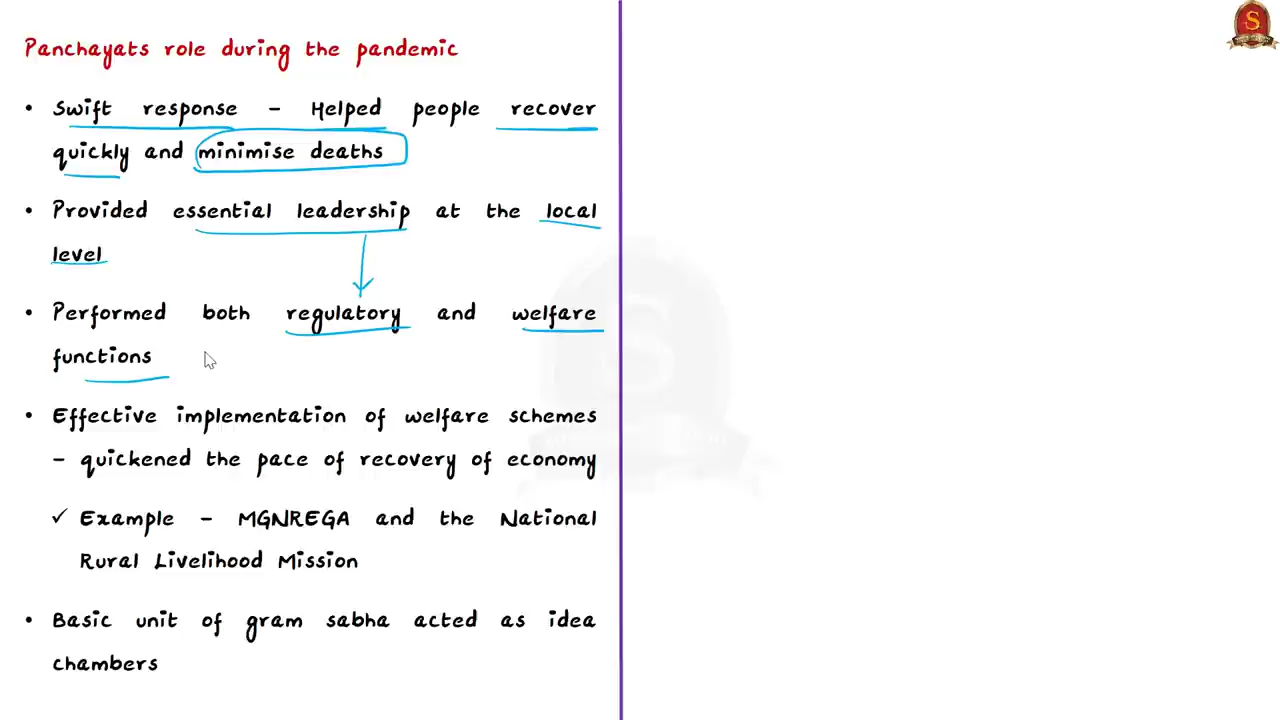 Panchayats role during the pandemic
• Swift response - Helped people recover
quickly and minimise deaths
• Provided essential leadership at the local
level
• Performed both regulatory and welfare
functions
• Effective implementation of welfare schemes
- quickened the pace of recovery of economy
✓ Example - MGNREGA and the National
Rural Livelihood Mission
• Basic unit of gram sabha acted as idea
chambers
S
S